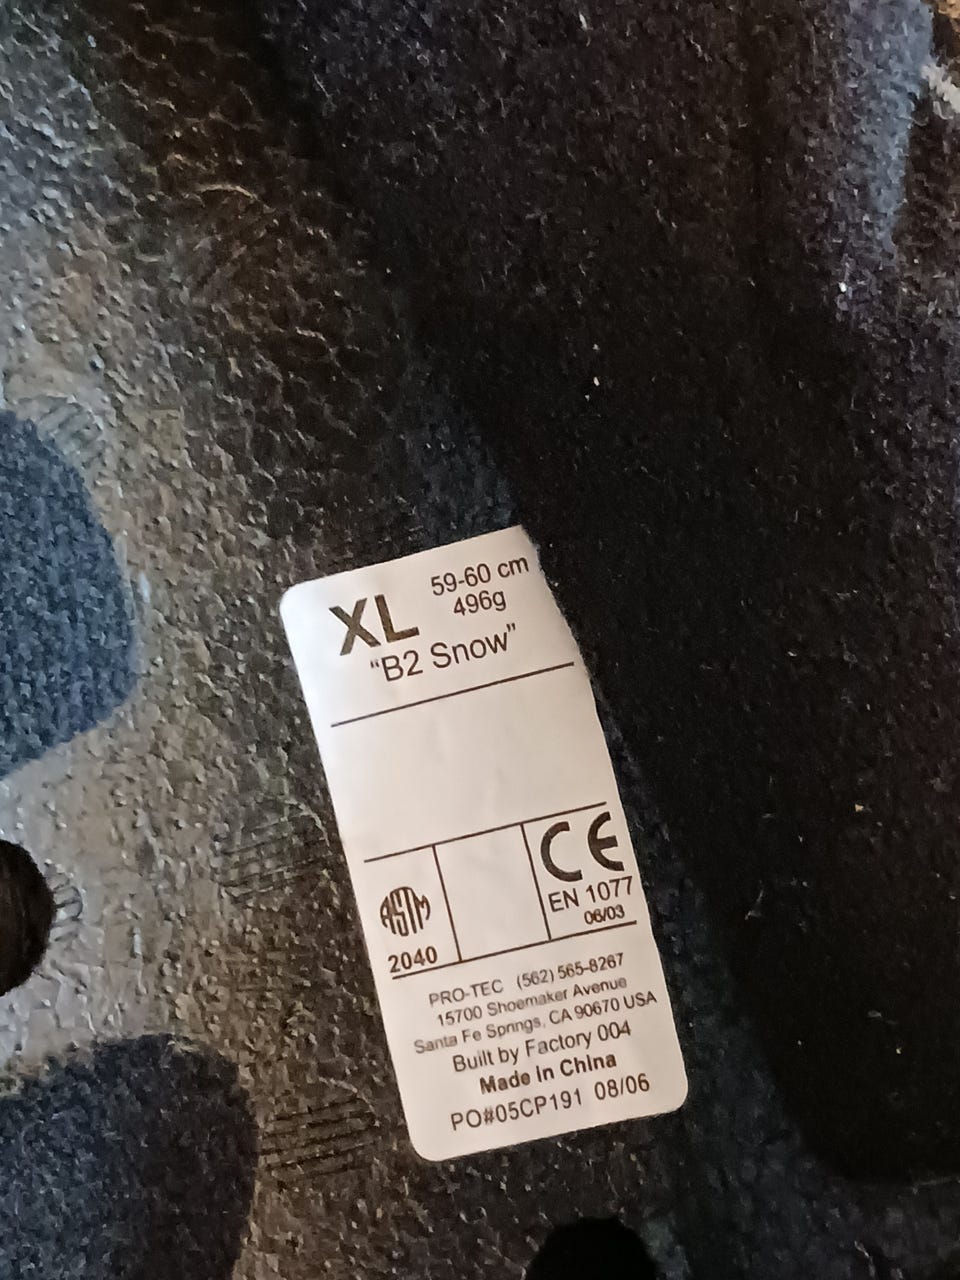 XL 59-60 cm
496g
"B2 Snow"
CE
EN 1077
06/03
ASTM
2040
PRO-TEC (562) 565-8267
15700 Shoemaker Avenue
Santa Fe Springs, CA 90670 USA
Built by Factory 004
Made In China
PO#05CP191 08/06